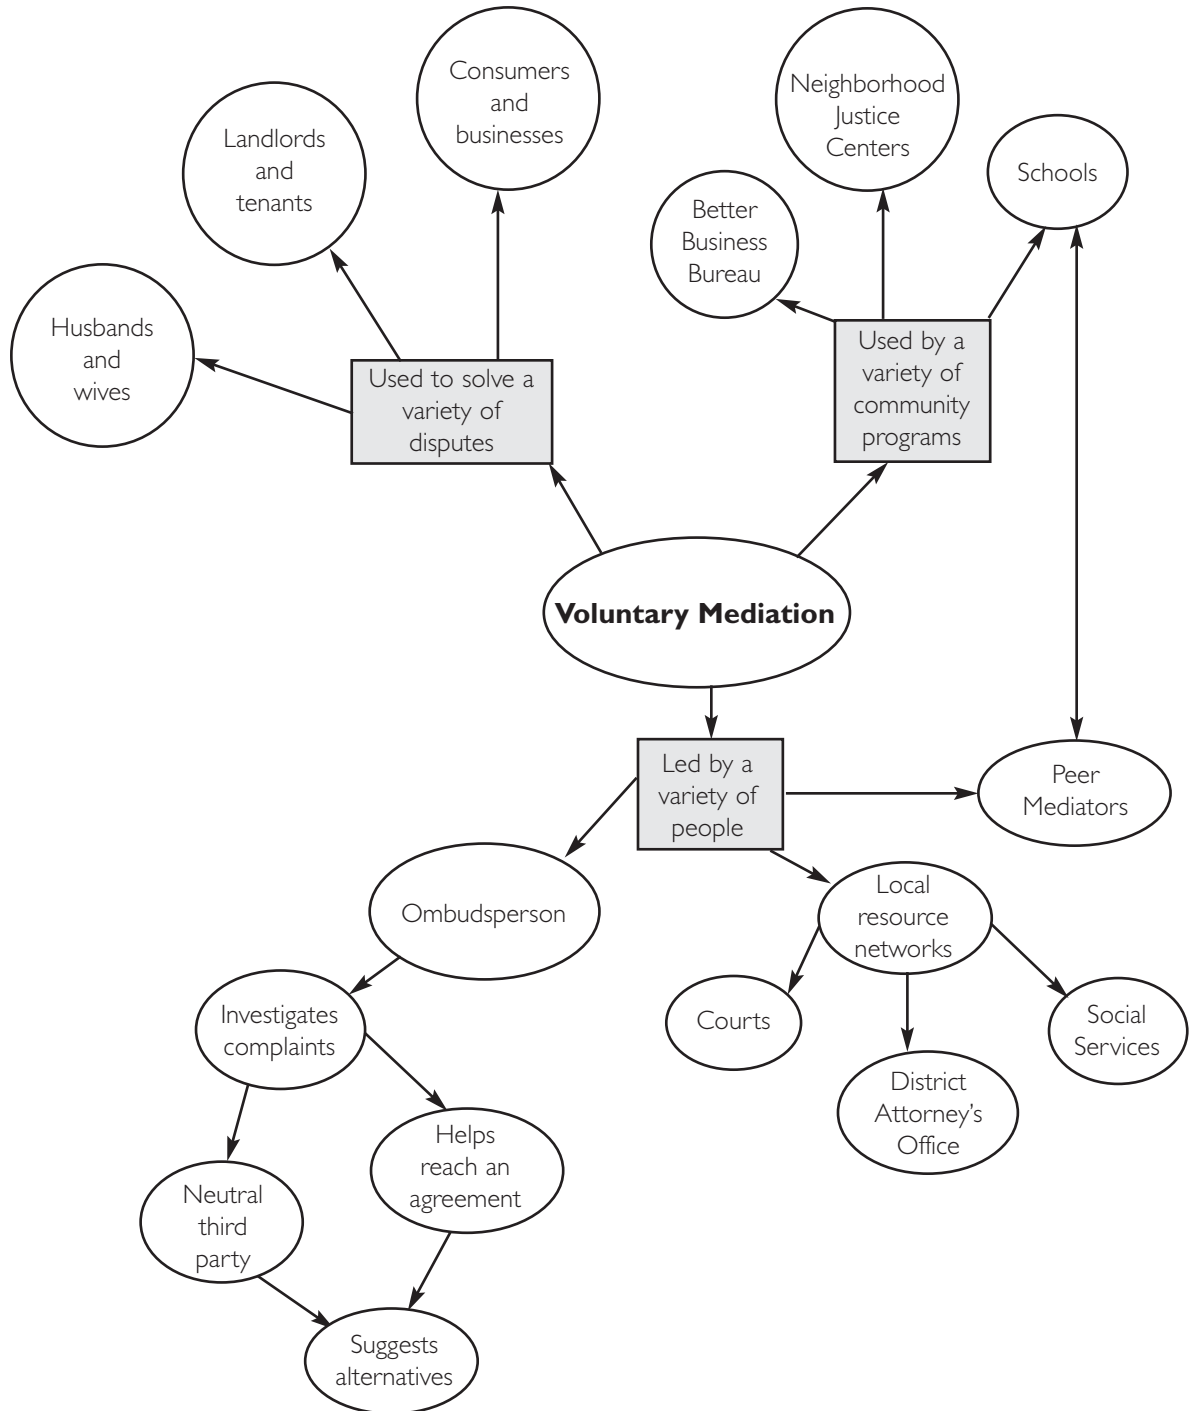 Consumers
and
businesses
Neighborhood
Justice
Centers
Landlords
and
tenants
Schools
Better
Business
Bureau
Husbands
and
wives
Used to solve a
variety of
disputes
Used by a
variety of
community
programs
Voluntary Mediation
Led by a
variety of
people
Peer
Mediators
Ombudsperson
Local
resource
networks
Investigates
complaints
Courts
Social
Services
District
Attorney's
Office
Helps
reach an
agreement
Neutral
third
party
Suggests
alternatives